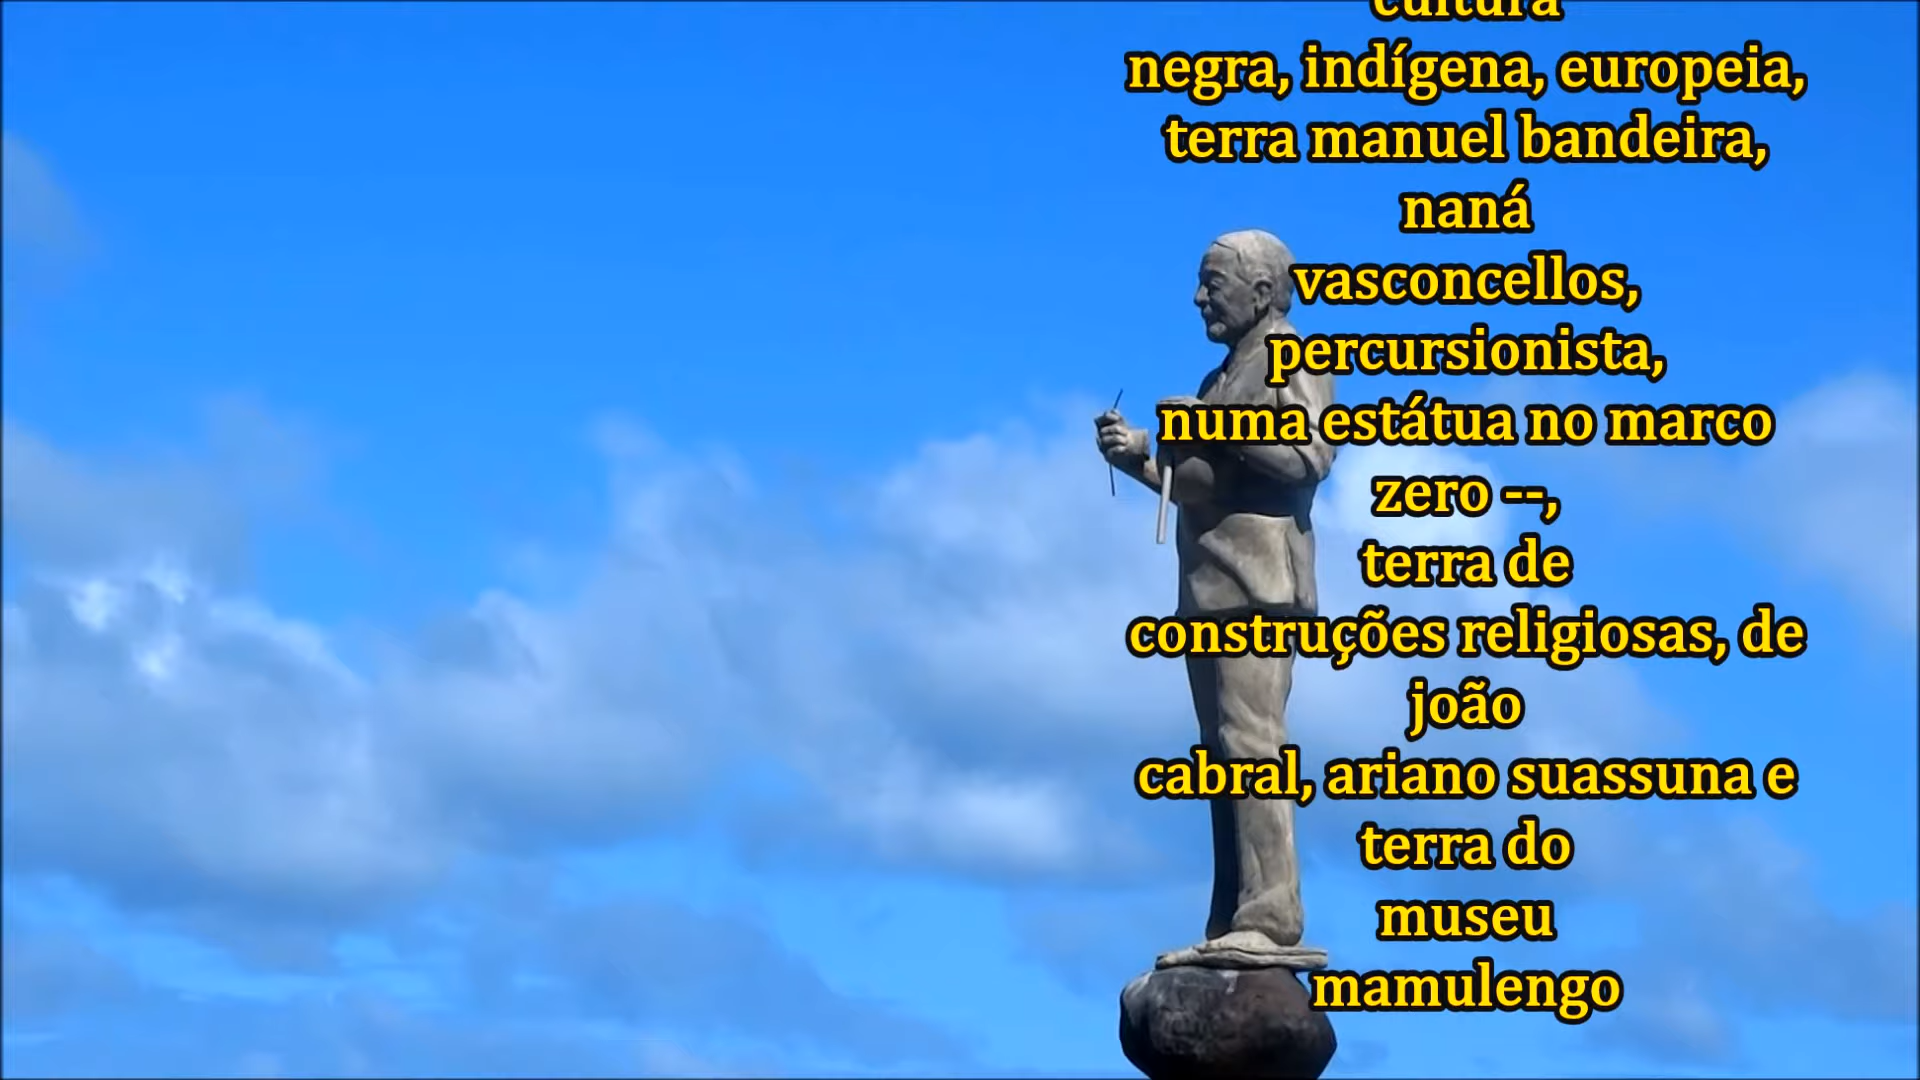 cultura
negra, indígena, europeia,
terra manuel bandeira,
naná
vasconcellos,
percursionista,
numa estátua no marco
zero --,
terra de
construções religiosas, de
joão
cabral, ariano suassuna e
terra do
museu
mamulengo